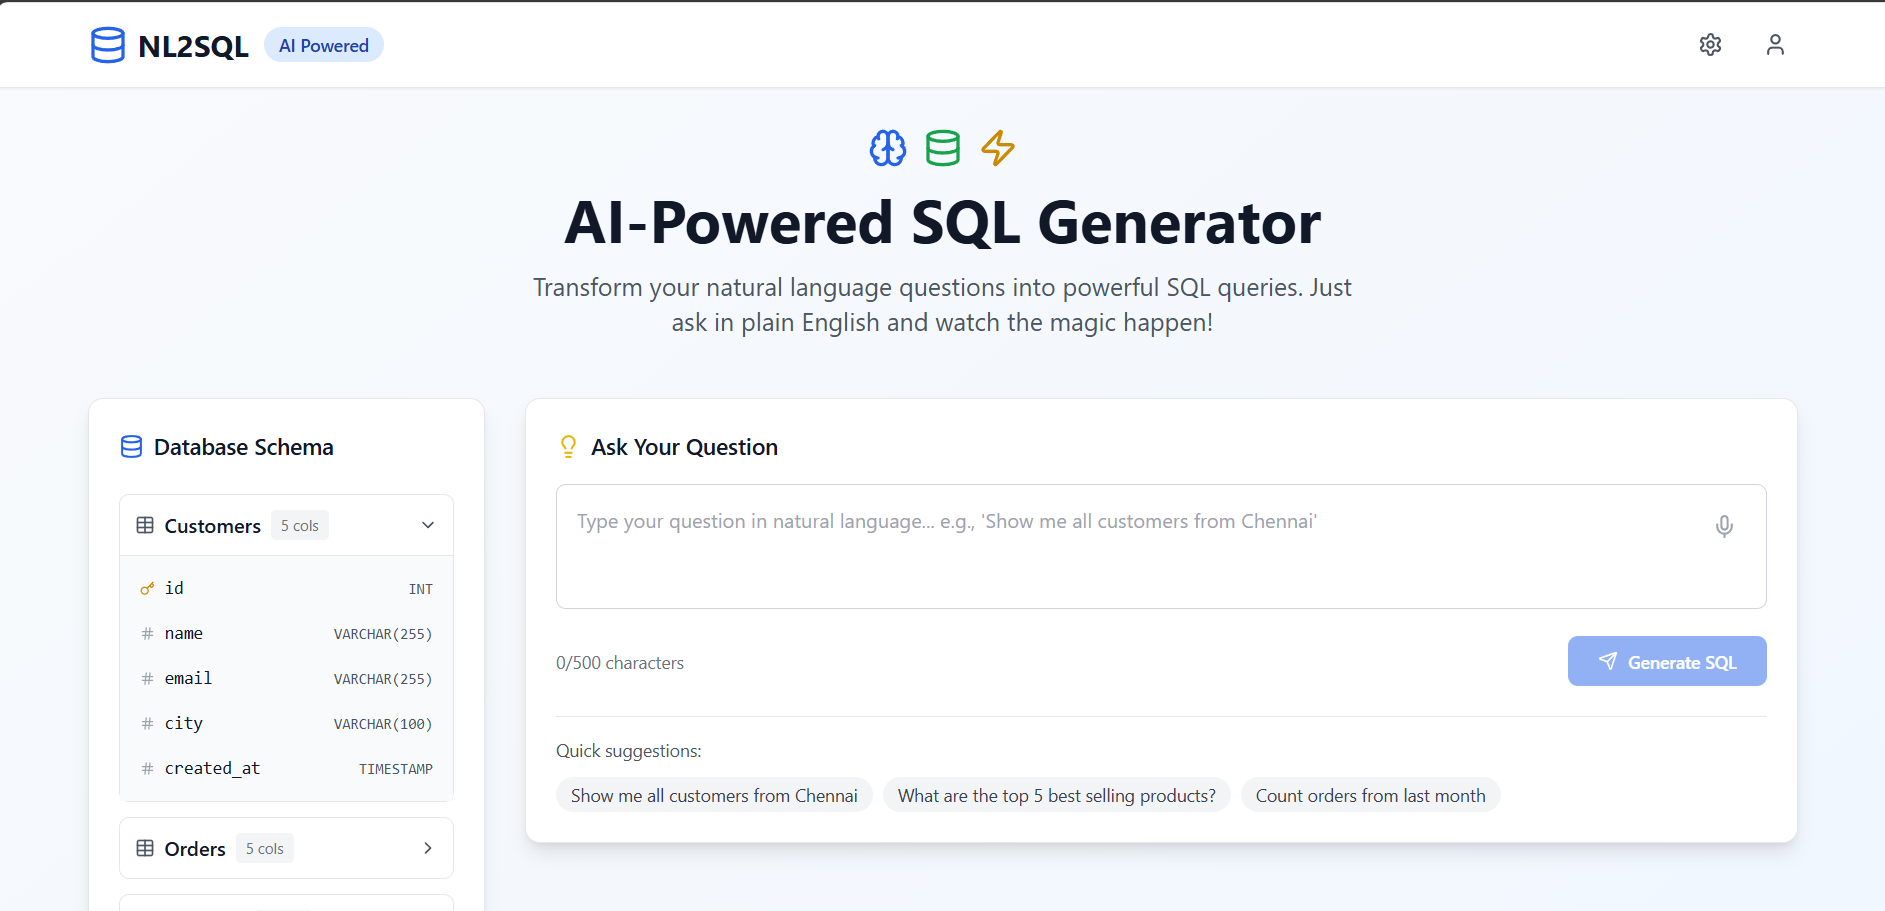 NL2SQL
AI Powered
AI-Powered SQL Generator
Transform your natural language questions into powerful SQL queries. Just
ask in plain English and watch the magic happen!
Database Schema
Customers 5 cols
id INT
# name VARCHAR(255)
# email VARCHAR(255)
# city VARCHAR(100)
# created_at TIMESTAMP
Orders 5 cols
Ask Your Question
Type your question in natural language... e.g., 'Show me all customers from Chennai'
0/500 characters
Generate SQL
Quick suggestions:
Show me all customers from Chennai
What are the top 5 best selling products?
Count orders from last month